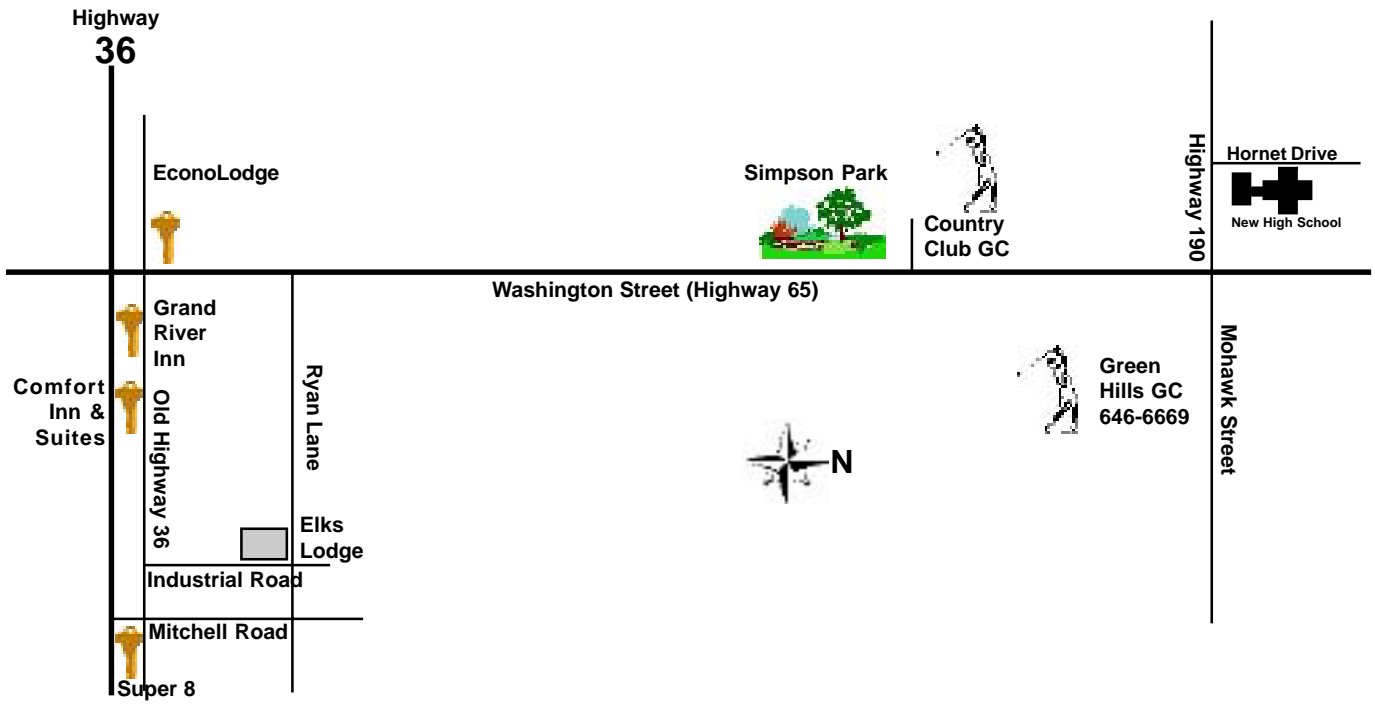 Highway
36
EconoLodge
Simpson Park
Country
Club GC
Highway 190
Hornet Drive
New High School
Washington Street (Highway 65)
Grand
River
Inn
Comfort
Inn &
Suites
Old Highway 36
Ryan Lane
Green
Hills GC
646-6669
Mohawk Street
N
Elks
Lodge
Industrial Road
Mitchell Road
Super 8